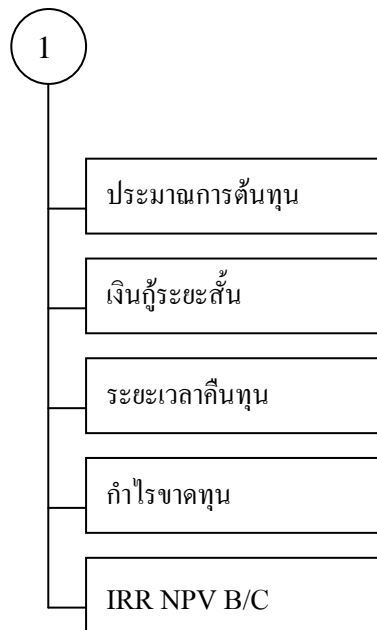 1
ประมาณการต้นทุน
เงินกู้ระยะสั้น
ระยะเวลาคืนทุน
กำไรขาดทุน
IRR NPV B/C